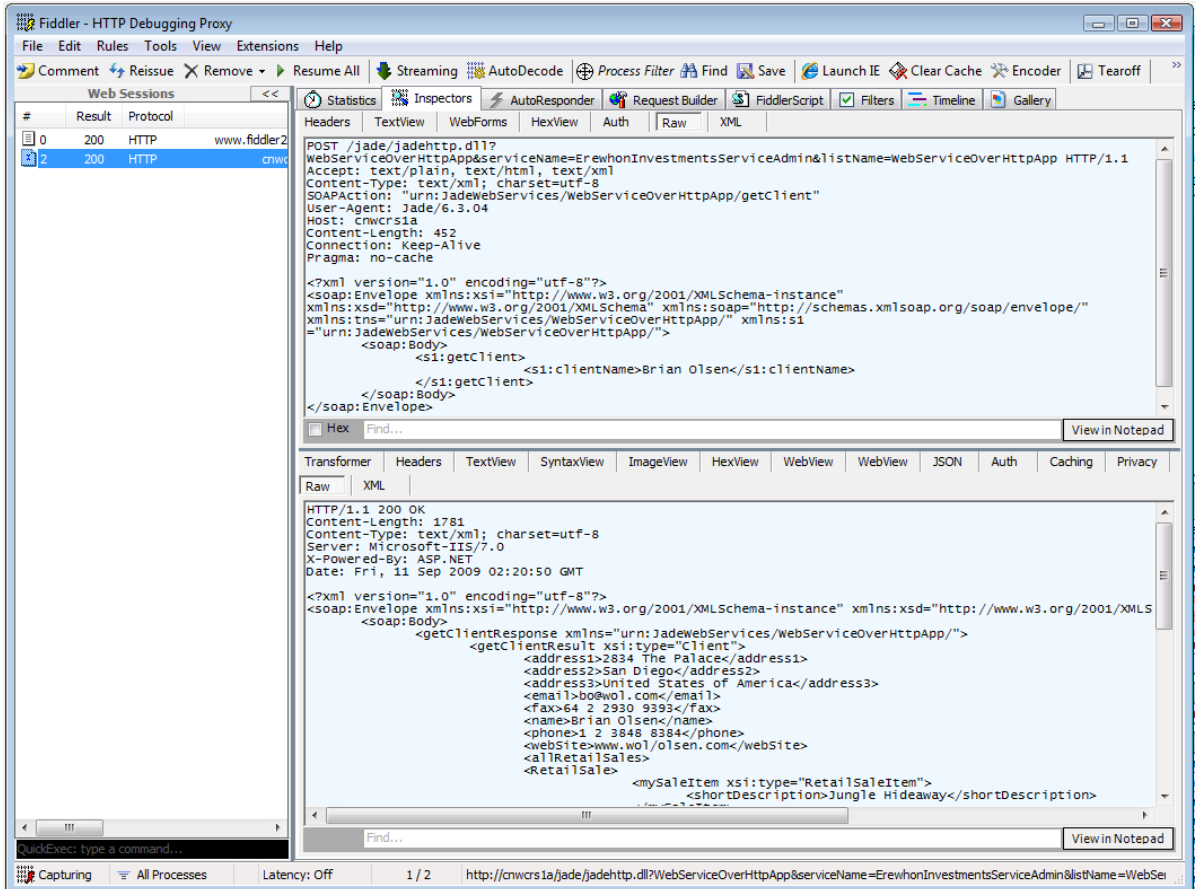 Fiddler - HTTP Debugging Proxy
File Edit Rules Tools View Extensions Help
Comment Reissue Remove Resume All Streaming AutoDecode Process Filter Find Save Launch IE Clear Cache Encoder Tearoff »
Web Sessions <<
# Result Protocol
0 200 HTTP www.fiddler2
2 200 HTTP cnwc
Statistics Inspectors AutoResponder Request Builder FiddlerScript Filters Timeline Gallery
Headers TextView WebForms HexView Auth Raw XML
POST /jade/jadehttp.dll?
WebServiceOverHttpApp&serviceName=ErewhonInvestmentsServiceAdmin&listName=WebServiceOverHttpApp HTTP/1.1
Accept: text/plain, text/html, text/xml
Content-Type: text/xml; charset=utf-8
SOAPAction: "urn:JadeWebServices/WebServiceOverHttpApp/getClient"
User-Agent: Jade/6.3.04
Host: cnwcrs1a
Content-Length: 452
Connection: Keep-Alive
Pragma: no-cache
<?xml version="1.0" encoding="utf-8"?>
<soap:Envelope xmlns:xsi="http://www.w3.org/2001/XMLSchema-instance"
xmlns:xsd="http://www.w3.org/2001/XMLSchema" xmlns:soap="http://schemas.xmlsoap.org/soap/envelope/"
xmlns:tns="urn:JadeWebServices/WebServiceOverHttpApp/" xmlns:s1
="urn:JadeWebServices/WebServiceOverHttpApp/">
<soap:Body>
<s1:getClient>
<s1:clientName>Brian Olsen</s1:clientName>
</s1:getClient>
</soap:Body>
</soap:Envelope>
Hex Find... View in Notepad
Transformer Headers TextView SyntaxView ImageView HexView WebView WebView JSON Auth Caching Privacy
Raw XML
HTTP/1.1 200 OK
Content-Length: 1781
Content-Type: text/xml; charset=utf-8
Server: Microsoft-IIS/7.0
X-Powered-By: ASP.NET
Date: Fri, 11 Sep 2009 02:20:50 GMT
<?xml version="1.0" encoding="utf-8"?>
<soap:Envelope xmlns:xsi="http://www.w3.org/2001/XMLSchema-instance" xmlns:xsd="http://www.w3.org/2001/XMLS
<soap:Body>
<getClientResponse xmlns="urn:JadeWebServices/WebServiceOverHttpApp/">
<getClientResult xsi:type="Client">
<address1>2834 The Palace</address1>
<address2>San Diego</address2>
<address3>United States of America</address3>
<email>bo@wol.com</email>
<fax>64 2 2930 9393</fax>
<name>Brian Olsen</name>
<phone>1 2 3848 8384</phone>
<webSite>www.wol/olsen.com</webSite>
<allRetailSales>
<RetailSale>
<mySaleItem xsi:type="RetailSaleItem">
<shortDescription>Jungle Hideaway</shortDescription>
Find... View in Notepad
QuickExec: type a command...
Capturing All Processes Latency: Off 1 / 2 http://cnwcrs1a/jade/jadehttp.dll?WebServiceOverHttpApp&serviceName=ErewhonInvestmentsServiceAdmin&listName=WebSer